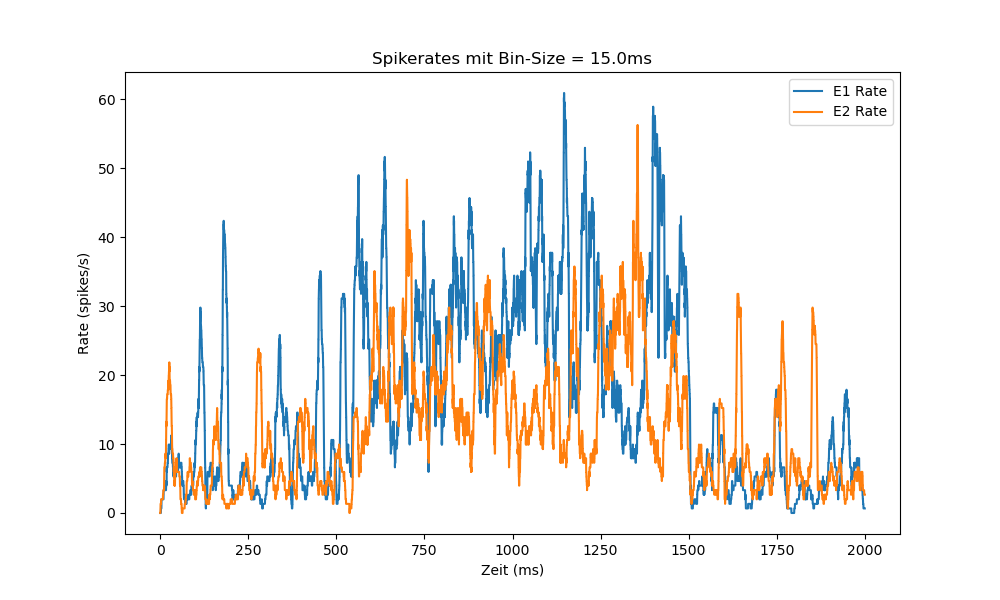 Spikerates mit Bin-Size = 15.0ms
E1 Rate
E2 Rate
60
50
40
30
20
10
0
Rate (spikes/s)
0 250 500 750 1000 1250 1500 1750 2000
Zeit (ms)